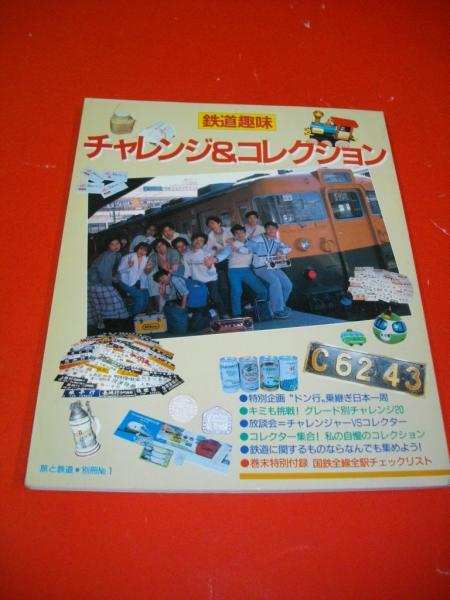 鉄道趣味
チャレンジ&コレクション
C62 43
●特別企画 "ドン行"乗継ぎ日本一周
●キミも挑戦!グレード別チャレンジ20
●放談会=チャレンジャーVSコレクター
●コレクター集合!私の自慢のコレクション
●鉄道に関するものならなんでも集めよう!
●巻末特別付録 国鉄全線全駅チェックリスト
旅と鉄道●別冊No.1